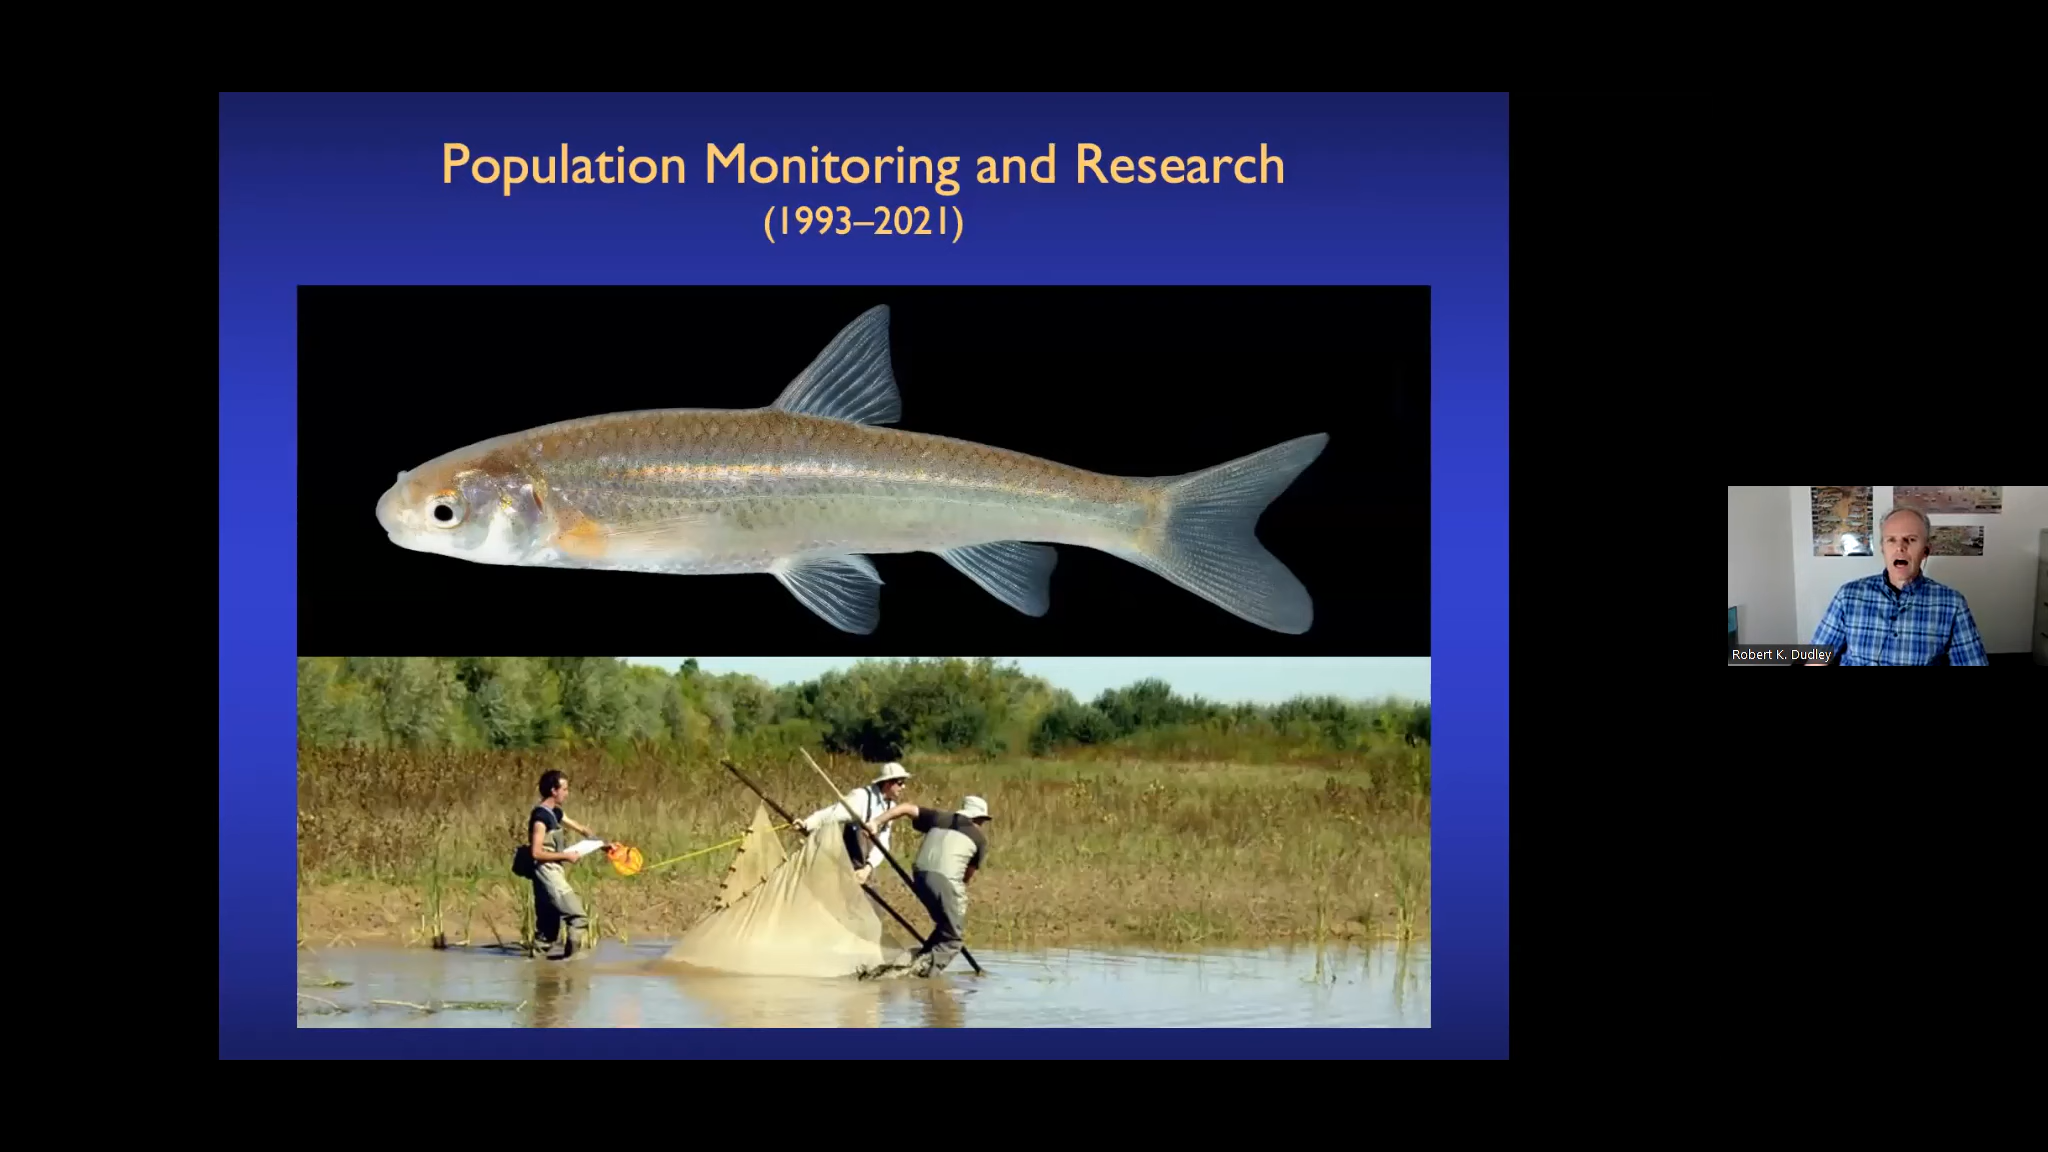 Population Monitoring and Research
(1993–2021)
Robert K. Dudley